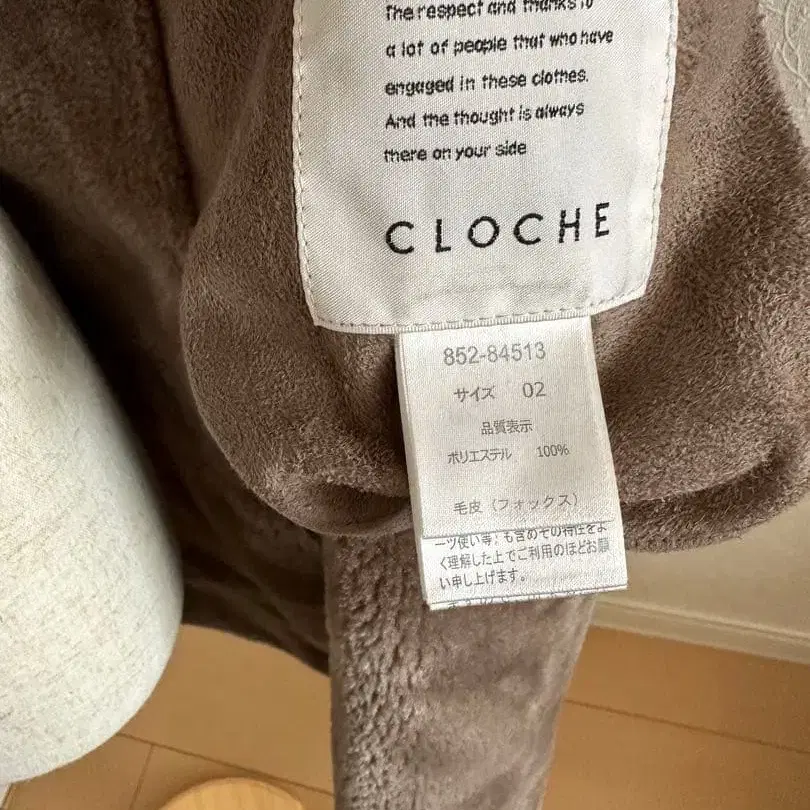 The respect and thanks to
a lot of people that who have
engaged in these clothes.
And the thought is always
there on your side
CLOCHE
852-84513
サイズ 02
品質表示
ポリエステル 100%
毛皮(フォックス)
ーツ使い等:も含めての特性をよ
く理解した上でご利用のほどお願
い申し上げます。